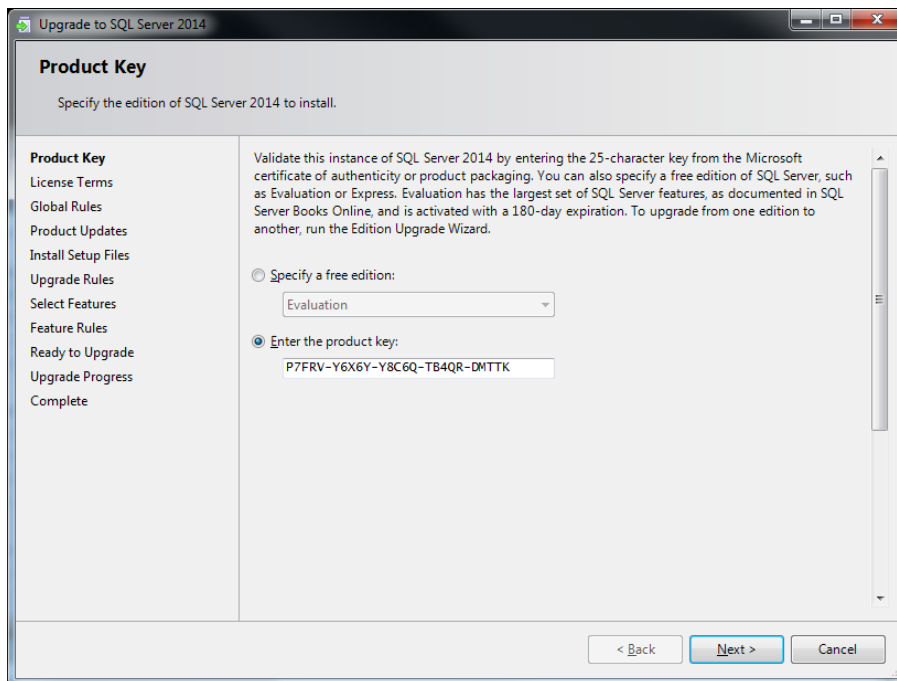 Upgrade to SQL Server 2014
Product Key
Specify the edition of SQL Server 2014 to install.
Product Key
License Terms
Global Rules
Product Updates
Install Setup Files
Upgrade Rules
Select Features
Feature Rules
Ready to Upgrade
Upgrade Progress
Complete
Validate this instance of SQL Server 2014 by entering the 25-character key from the Microsoft
certificate of authenticity or product packaging. You can also specify a free edition of SQL Server, such
as Evaluation or Express. Evaluation has the largest set of SQL Server features, as documented in SQL
Server Books Online, and is activated with a 180-day expiration. To upgrade from one edition to
another, run the Edition Upgrade Wizard.
Specify a free edition:
Evaluation
Enter the product key:
P7FRV-Y6X6Y-Y8C6Q-TB4QR-DMTTK
< Back
Next >
Cancel